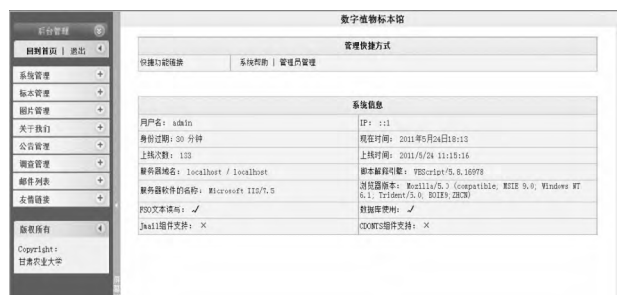 数字植物标本馆
后台管理
回到首页 | 退出
系统管理
标本管理
图片管理
关于我们
公告管理
调查管理
邮件列表
友情链接
版权所有
Copyright:
甘肃农业大学
管理快捷方式
快捷功能链接 系统帮助 | 管理员管理
系统信息
用户名: admin IP: ::1
身份过期: 30 分钟 现在时间: 2011年5月24日18:13
上线次数: 133 上线时间: 2011/5/24 11:15:16
服务器域名: localhost / localhost 脚本解释引擎: VBScript/5.8.16978
服务器软件的名称: Microsoft IIS/7.5 浏览器版本: Mozilla/5.0 (compatible; MSIE 9.0; Windows NT
6.1; Trident/5.0; BOIE9;ZHCN)
FSO文本读写: ✓ 数据库使用: ✓
Jmail组件支持: × CDONTS组件支持: ×